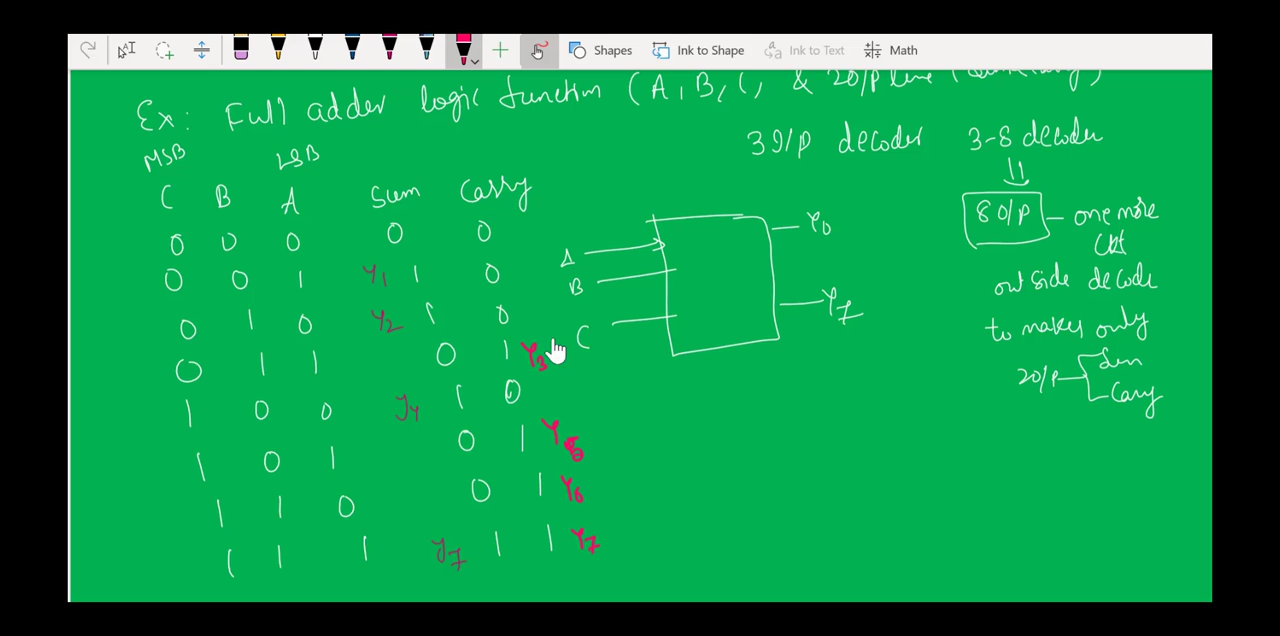 Shapes Ink to Shape Ink to Text Math
Ex: Full adder logic function (A, B, C, & 2 O/P line
3 I/P decoder 3-8 decoder
MSB LSB
C B A Sum Carry
8 O/P — one more
Ckt
outside decode
to makes only
2 O/P
Sum
Carry
0 0 0 0 0
0 0 1 Y1 1 0
0 1 0 Y2 1 0
0 1 1 0 1 Y3
1 0 0 Y4 1 0
1 0 1 0 1 Y5
1 1 0 0 1 Y6
1 1 1 Y7 1 1 Y7
A
B
C
Y0
Y7